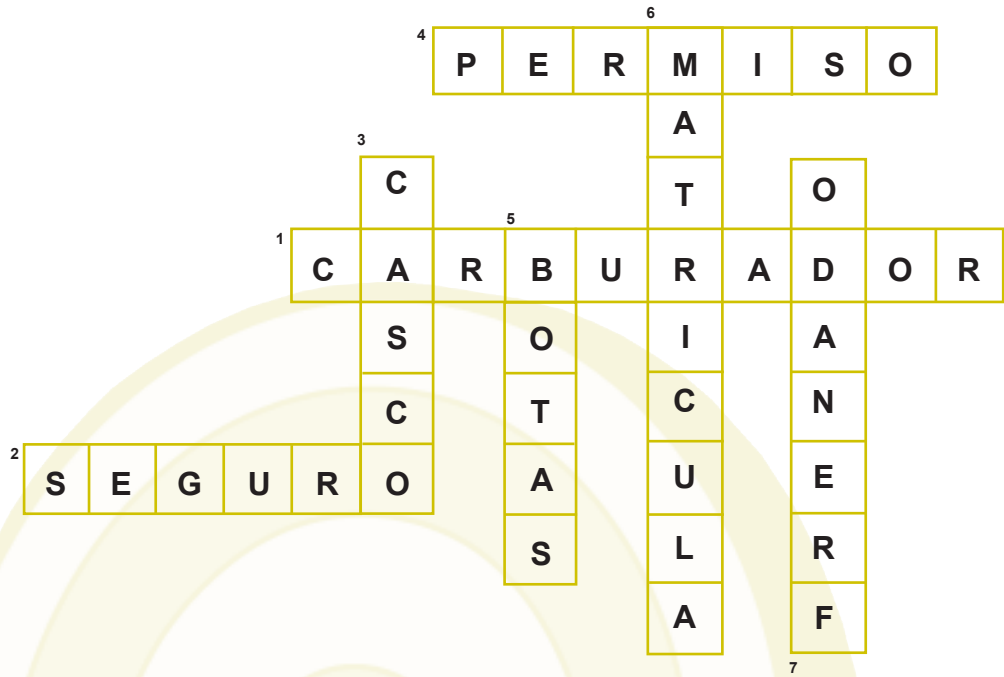 6
4 P E R M I S O
A
3
C T O
5
1 C A R B U R A D O R
S O I A
C T C N
2 S E G U R O A U E
S L R
A F
7